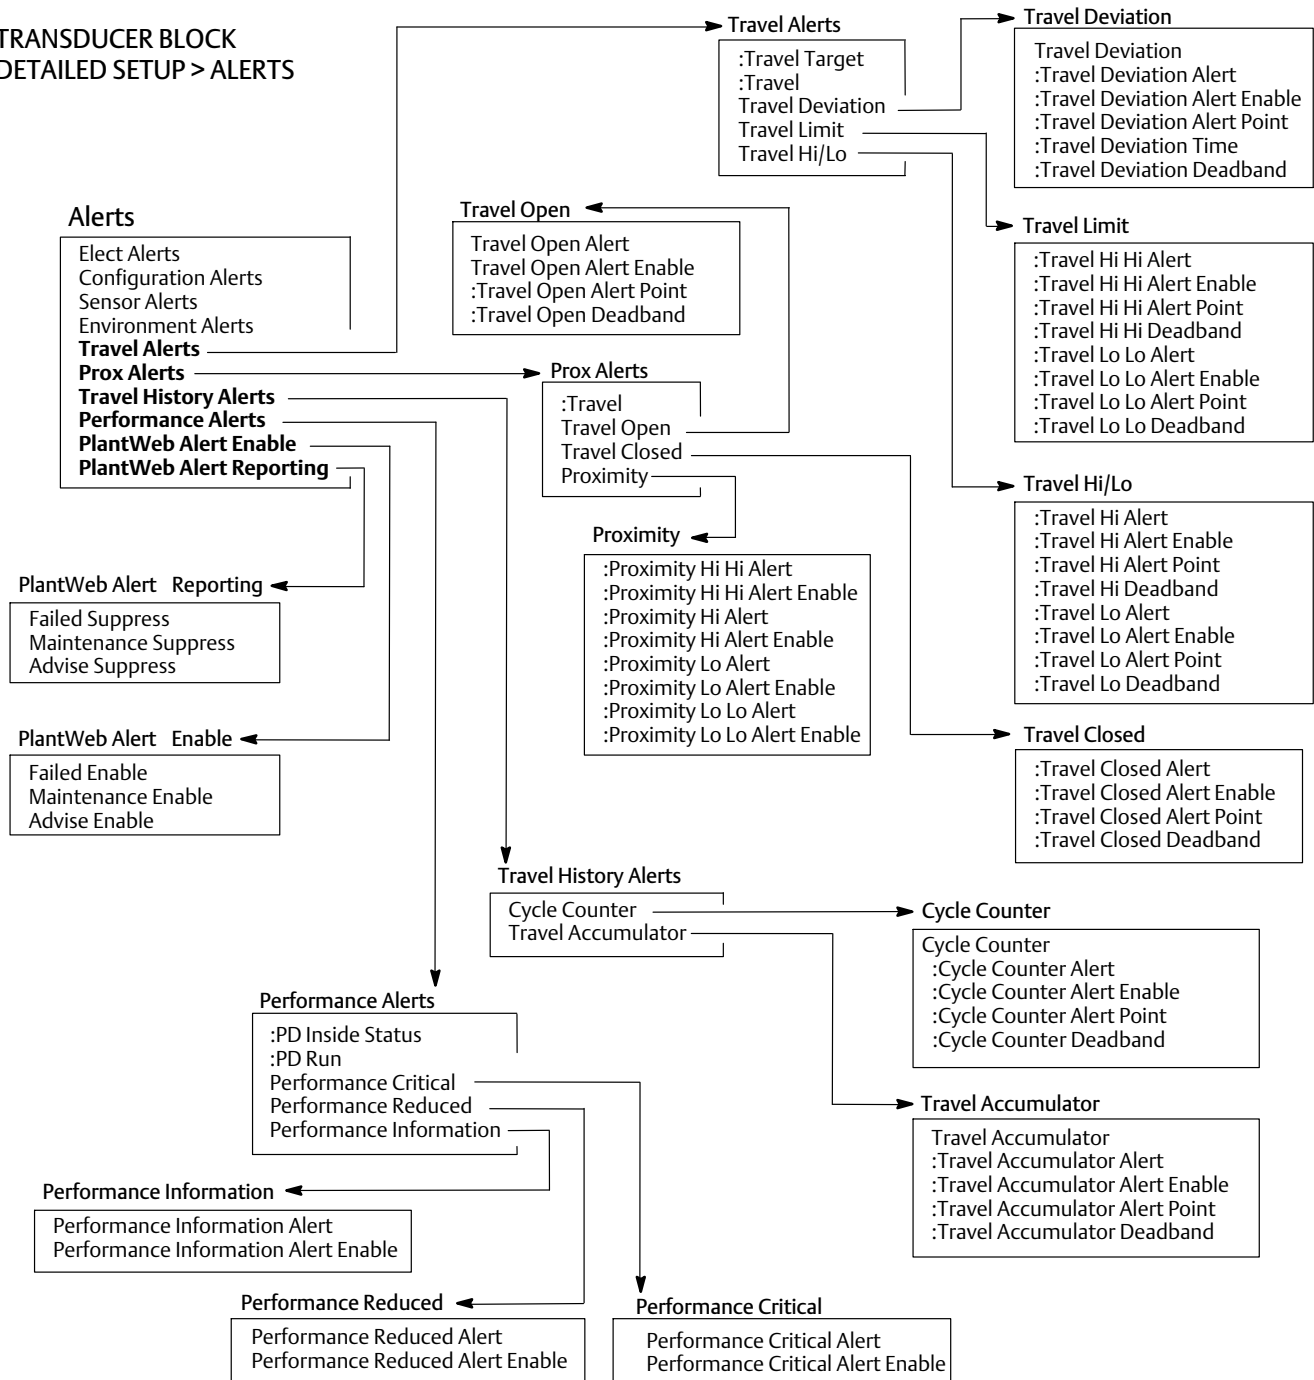 TRANSDUCER BLOCK
DETAILED SETUP > ALERTS
Alerts
Elect Alerts
Configuration Alerts
Sensor Alerts
Environment Alerts
Travel Alerts
Prox Alerts
Travel History Alerts
Performance Alerts
PlantWeb Alert Enable
PlantWeb Alert Reporting
Travel Alerts
:Travel Target
:Travel
Travel Deviation
Travel Limit
Travel Hi/Lo
Travel Deviation
Travel Deviation
:Travel Deviation Alert
:Travel Deviation Alert Enable
:Travel Deviation Alert Point
:Travel Deviation Time
:Travel Deviation Deadband
Travel Limit
:Travel Hi Hi Alert
:Travel Hi Hi Alert Enable
:Travel Hi Hi Alert Point
:Travel Hi Hi Deadband
:Travel Lo Lo Alert
:Travel Lo Lo Alert Enable
:Travel Lo Lo Alert Point
:Travel Lo Lo Deadband
Travel Hi/Lo
:Travel Hi Alert
:Travel Hi Alert Enable
:Travel Hi Alert Point
:Travel Hi Deadband
:Travel Lo Alert
:Travel Lo Alert Enable
:Travel Lo Alert Point
:Travel Lo Deadband
Travel Open
Travel Open Alert
Travel Open Alert Enable
:Travel Open Alert Point
:Travel Open Deadband
Prox Alerts
:Travel
Travel Open
Travel Closed
Proximity
Proximity
:Proximity Hi Hi Alert
:Proximity Hi Hi Alert Enable
:Proximity Hi Alert
:Proximity Hi Alert Enable
:Proximity Lo Alert
:Proximity Lo Alert Enable
:Proximity Lo Lo Alert
:Proximity Lo Lo Alert Enable
Travel Closed
:Travel Closed Alert
:Travel Closed Alert Enable
:Travel Closed Alert Point
:Travel Closed Deadband
PlantWeb Alert Reporting
Failed Suppress
Maintenance Suppress
Advise Suppress
PlantWeb Alert Enable
Failed Enable
Maintenance Enable
Advise Enable
Travel History Alerts
Cycle Counter
Travel Accumulator
Cycle Counter
Cycle Counter
:Cycle Counter Alert
:Cycle Counter Alert Enable
:Cycle Counter Alert Point
:Cycle Counter Deadband
Travel Accumulator
Travel Accumulator
:Travel Accumulator Alert
:Travel Accumulator Alert Enable
:Travel Accumulator Alert Point
:Travel Accumulator Deadband
Performance Alerts
:PD Inside Status
:PD Run
Performance Critical
Performance Reduced
Performance Information
Performance Information
Performance Information Alert
Performance Information Alert Enable
Performance Reduced
Performance Reduced Alert
Performance Reduced Alert Enable
Performance Critical
Performance Critical Alert
Performance Critical Alert Enable